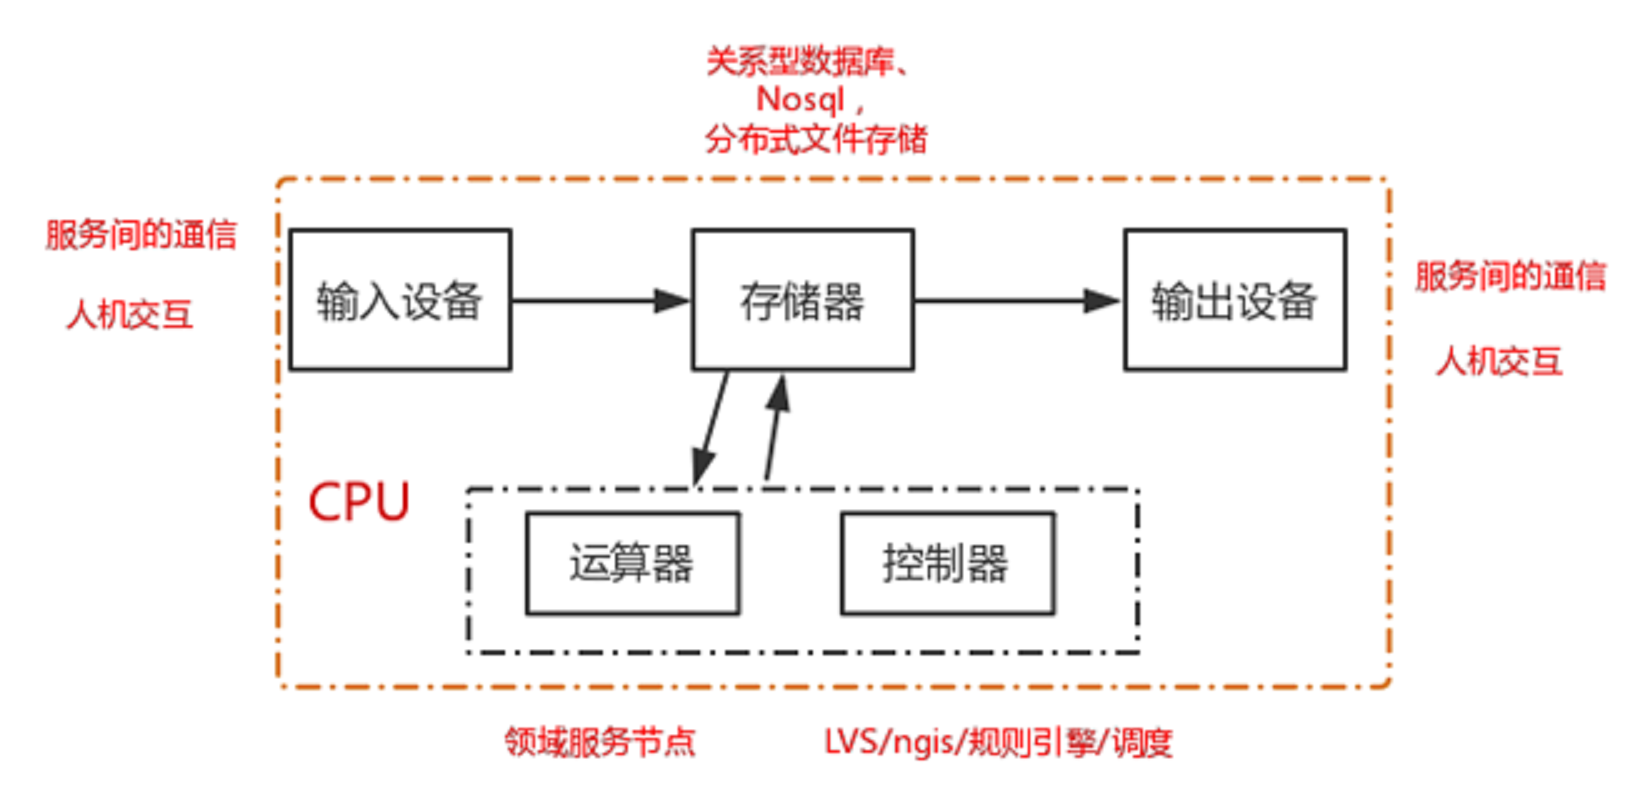 关系型数据库、
Nosql，
分布式文件存储
服务间的通信
人机交互
输入设备
存储器
输出设备
服务间的通信
人机交互
CPU
运算器
控制器
领域服务节点
LVS/ngis/规则引擎/调度